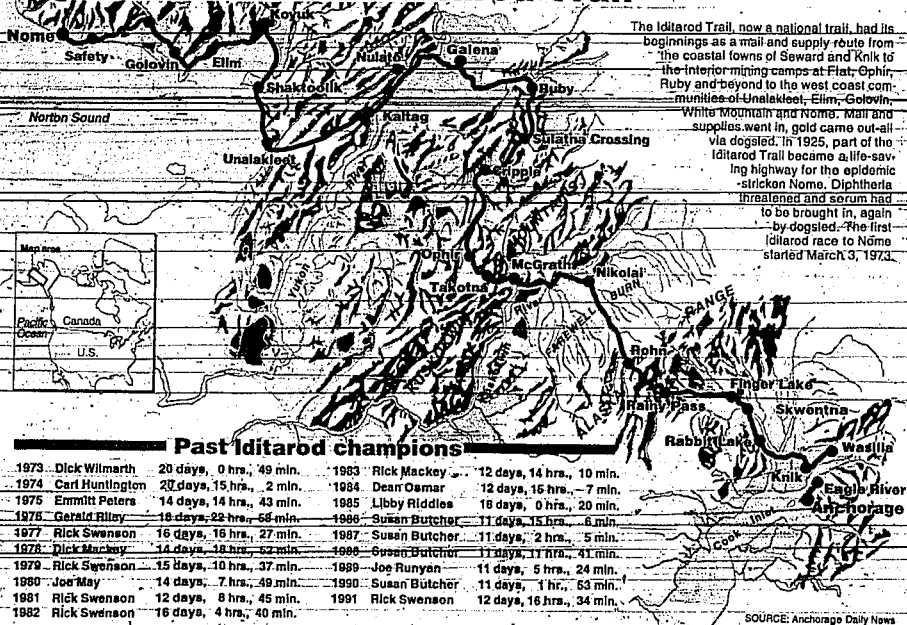 Nome
Safety
Golovin
Elim
Koyuk
Shaktoolik
Unalakleet
Norton Sound
Nulato
Galena
Kaltag
Ruby
Sulatna Crossing
Cripple
Ophir
Takotna
McGrath
Nikolai
FAREWELL BURN
RANGE
Rohn
Rainy Pass
Finger Lake
Skwentna
Rabbit Lake
Wasilla
Knik
Eagle River
Anchorage
Cook Inlet
The Iditarod Trail, now a national trail, had its
beginnings as a mail and supply route from
the coastal towns of Seward and Knik to
the interior mining camps at Flat, Ophir,
Ruby and beyond to the west coast com-
munities of Unalakleet, Elim, Golovin,
White Mountain and Nome. Mail and
supplies went in, gold came out-all
via dogsled. In 1925, part of the
Iditarod Trail became a life-sav-
ing highway for the epidemic
-stricken Nome. Diphtheria
threatened and serum had
to be brought in, again
by dogsled. The first
Iditarod race to Nome
started March 3, 1973.
Map area
Pacific
Ocean
Canada
U.S.
Past Iditarod champions
1973 Dick Wilmarth 20 days, 0 hrs., 49 min.
1974 Carl Huntington 20 days, 15 hrs., 2 min.
1975 Emmitt Peters 14 days, 14 hrs., 43 min.
1976 Gerald Riley 18 days, 22 hrs., 58 min.
1977 Rick Swenson 16 days, 16 hrs., 27 min.
1978 Dick Mackey 14 days, 18 hrs., 52 min.
1979 Rick Swenson 15 days, 10 hrs., 37 min.
1980 Joe May 14 days, 7 hrs., 49 min.
1981 Rick Swenson 12 days, 8 hrs., 45 min.
1982 Rick Swenson 16 days, 4 hrs., 40 min.
1983 Rick Mackey 12 days, 14 hrs., 10 min.
1984 Dean Osmar 12 days, 15 hrs., 7 min.
1985 Libby Riddles 18 days, 0 hrs., 20 min.
1986 Susan Butcher 11 days, 15 hrs., 6 min.
1987 Susan Butcher 11 days, 2 hrs., 5 min.
1988 Susan Butcher 11 days, 11 hrs., 41 min.
1989 Joe Runyan 11 days, 5 hrs., 24 min.
1990 Susan Butcher 11 days, 1 hr., 53 min.
1991 Rick Swenson 12 days, 16 hrs., 34 min.
SOURCE: Anchorage Daily News